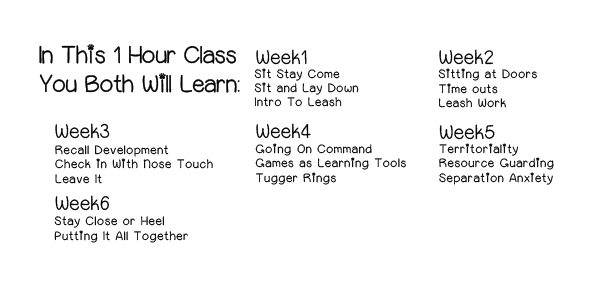 In This 1 Hour Class
You Both Will Learn:
Week1
Sit Stay Come
Sit and Lay Down
Intro To Leash
Week2
Sitting at Doors
Time outs
Leash Work
Week3
Recall Development
Check in With Nose Touch
Leave It
Week4
Going On Command
Games as Learning Tools
Tugger Rings
Week5
Territoriality
Resource Guarding
Separation Anxiety
Week6
Stay Close or Heel
Putting It All Together